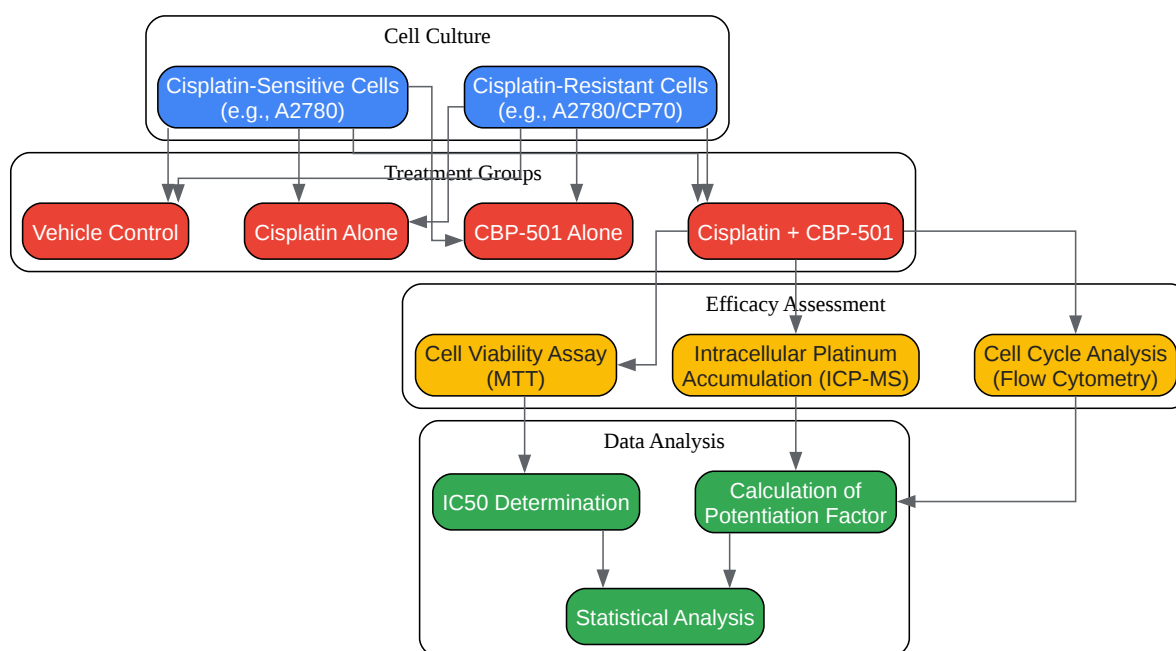 Cell Culture
Cisplatin-Sensitive Cells
(e.g., A2780)
Cisplatin-Resistant Cells
(e.g., A2780/CP70)
Treatment Groups
Vehicle Control
Cisplatin Alone
CBP-501 Alone
Cisplatin + CBP-501
Efficacy Assessment
Cell Viability Assay
(MTT)
Intracellular Platinum
Accumulation (ICP-MS)
Cell Cycle Analysis
(Flow Cytometry)
Data Analysis
IC50 Determination
Calculation of
Potentiation Factor
Statistical Analysis